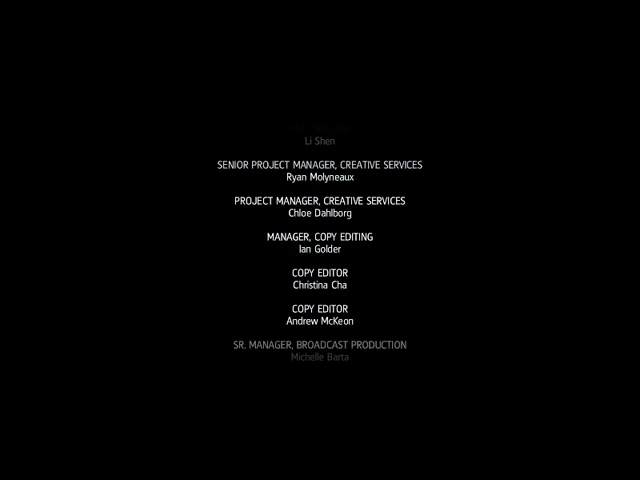 Li Shen
SENIOR PROJECT MANAGER, CREATIVE SERVICES
Ryan Molyneaux
PROJECT MANAGER, CREATIVE SERVICES
Chloe Dahlborg
MANAGER, COPY EDITING
Ian Golder
COPY EDITOR
Christina Cha
COPY EDITOR
Andrew McKeon
SR. MANAGER, BROADCAST PRODUCTION
Michelle Barta